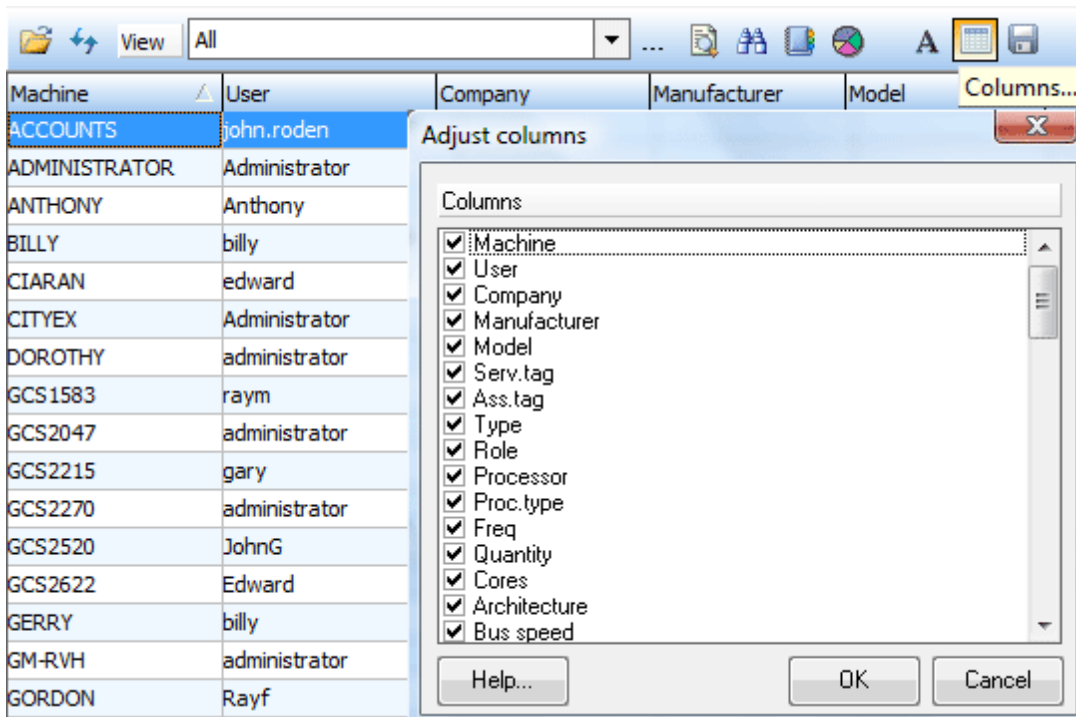 View All ... A
Columns...
Machine User Company Manufacturer Model
ACCOUNTS john.roden
ADMINISTRATOR Administrator
ANTHONY Anthony
BILLY billy
CIARAN edward
CITYEX Administrator
DOROTHY administrator
GCS1583 raym
GCS2047 administrator
GCS2215 gary
GCS2270 administrator
GCS2520 JohnG
GCS2622 Edward
GERRY billy
GM-RVH administrator
GORDON Rayf
Adjust columns
Columns
Machine
User
Company
Manufacturer
Model
Serv.tag
Ass.tag
Type
Role
Processor
Proc.type
Freq
Quantity
Cores
Architecture
Bus speed
Help... OK Cancel